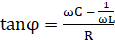 tanφ = (ωC − 1/ωL)/R